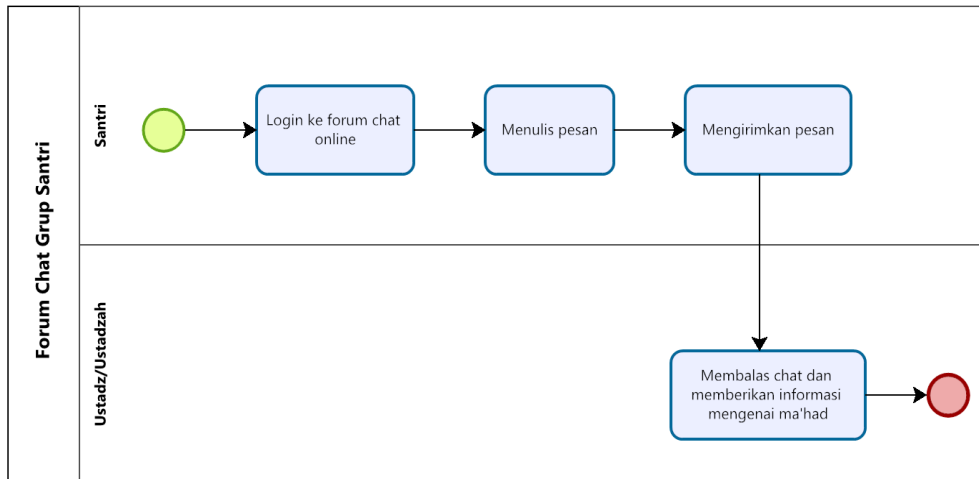 Forum Chat Grup Santri
Santri
Login ke forum chat
online
Menulis pesan
Mengirimkan pesan
Ustadz/Ustadzah
Membalas chat dan
memberikan informasi
mengenai ma'had